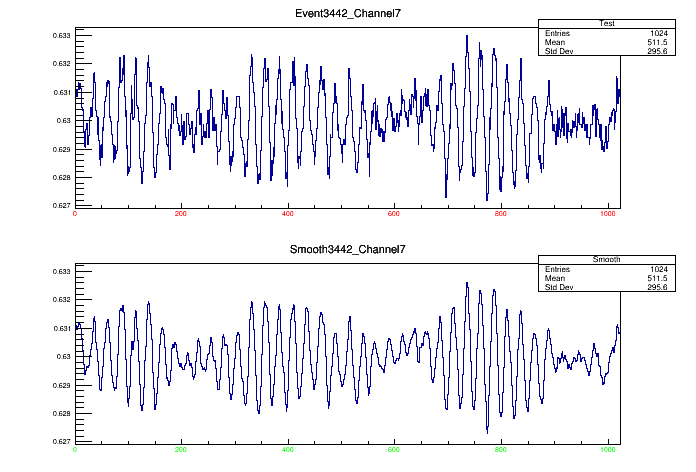 Event3442_Channel7
Test
Entries 1024
Mean 511.5
Std Dev 295.6
0.633
0.632
0.631
0.63
0.629
0.628
0.627
0 200 400 600 800 1000
Smooth3442_Channel7
Smooth
Entries 1024
Mean 511.5
Std Dev 295.6
0.633
0.632
0.631
0.63
0.629
0.628
0.627
0 200 400 600 800 1000